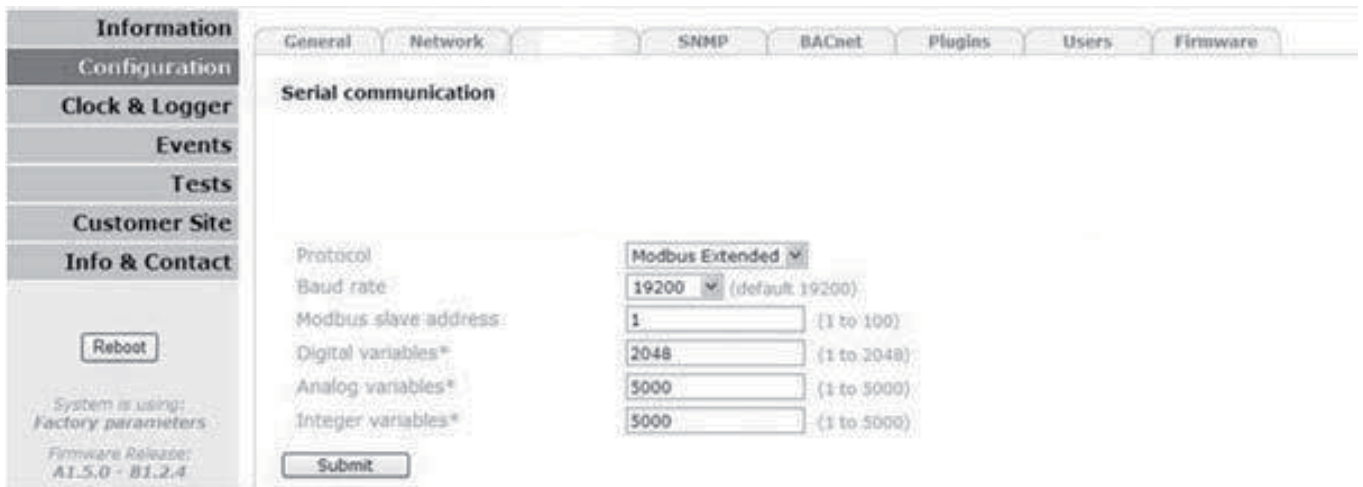 Information
Configuration
Clock & Logger
Events
Tests
Customer Site
Info & Contact
Reboot
System is using:
Factory parameters
Firmware Release:
A1.5.0 - B1.2.4
General Network SNMP BACnet Plugins Users Firmware
Serial communication
Protocol Modbus Extended
Baud rate 19200 (default 19200)
Modbus slave address 1 (1 to 100)
Digital variables* 2048 (1 to 2048)
Analog variables* 5000 (1 to 5000)
Integer variables* 5000 (1 to 5000)
Submit